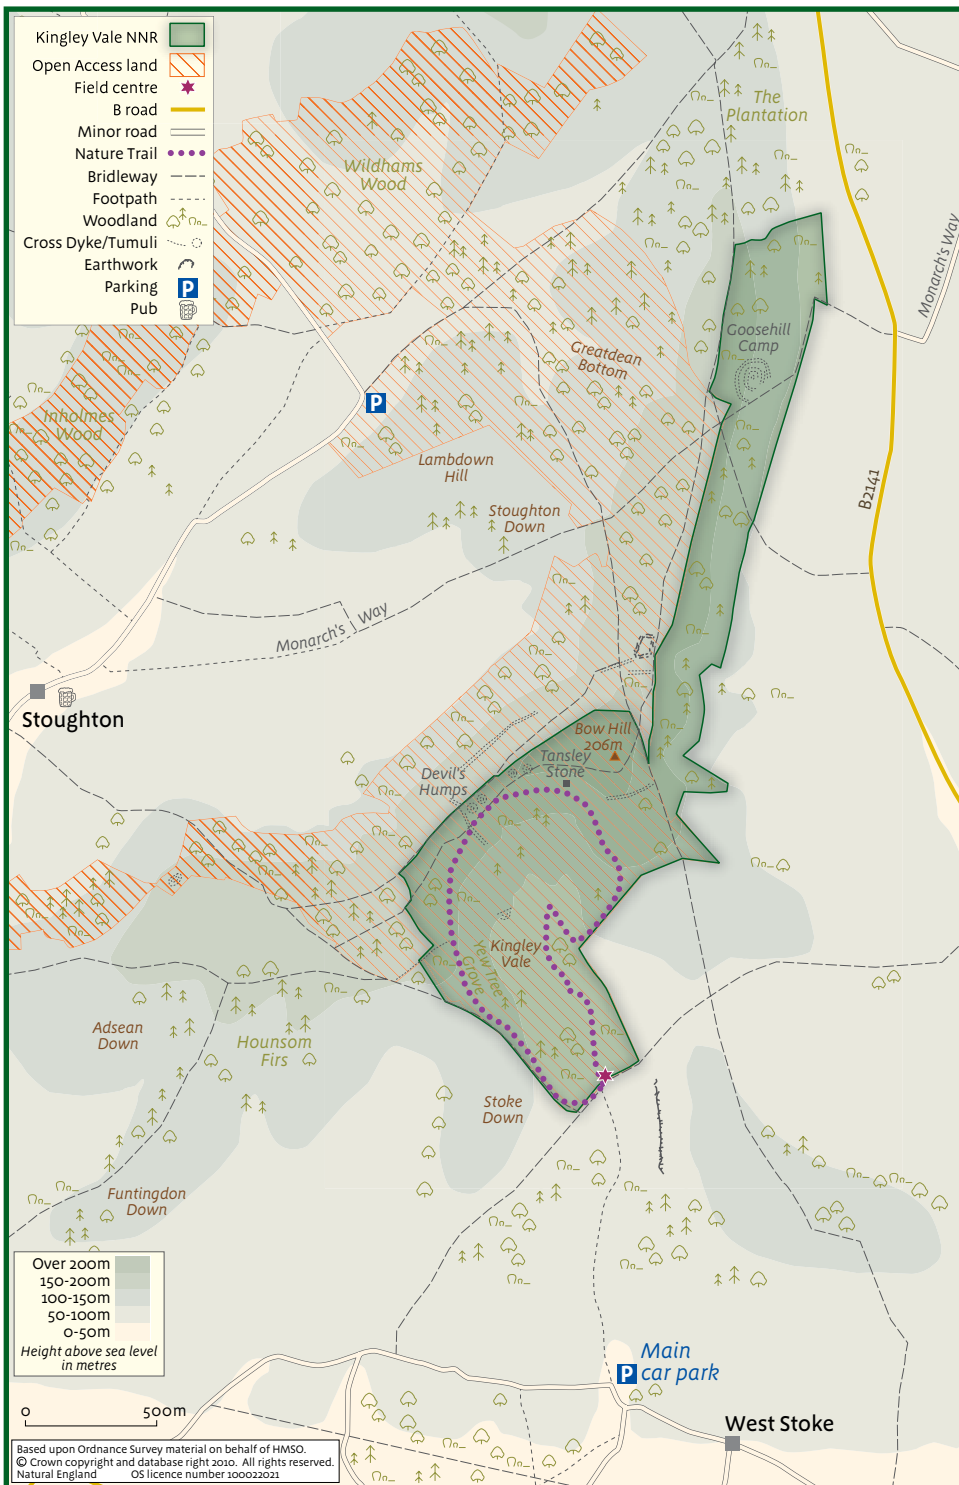 Kingley Vale NNR
Open Access land
Field centre
B road
Minor road
Nature Trail
Bridleway
Footpath
Woodland
Cross Dyke/Tumuli
Earthwork
Parking
P
Pub
The
Plantation
Wildhams
Wood
Monarch's Way
Goosehill
Camp
Greatdean
Bottom
P
Inholmes
Wood
Lambdown
Hill
B2141
Stoughton
Down
Monarch's Way
Stoughton
Bow Hill
206m
Tansley
Stone
Devil's
Humps
Kingley
Vale
Yew Tree
Grove
Adsean
Down
Hounsom
Firs
Stoke
Down
Funtingdon
Down
Over 200m
150-200m
100-150m
50-100m
0-50m
Height above sea level
in metres
Main
P car park
0 500m
West Stoke
Based upon Ordnance Survey material on behalf of HMSO.
© Crown copyright and database right 2010. All rights reserved.
Natural England OS licence number 100022021